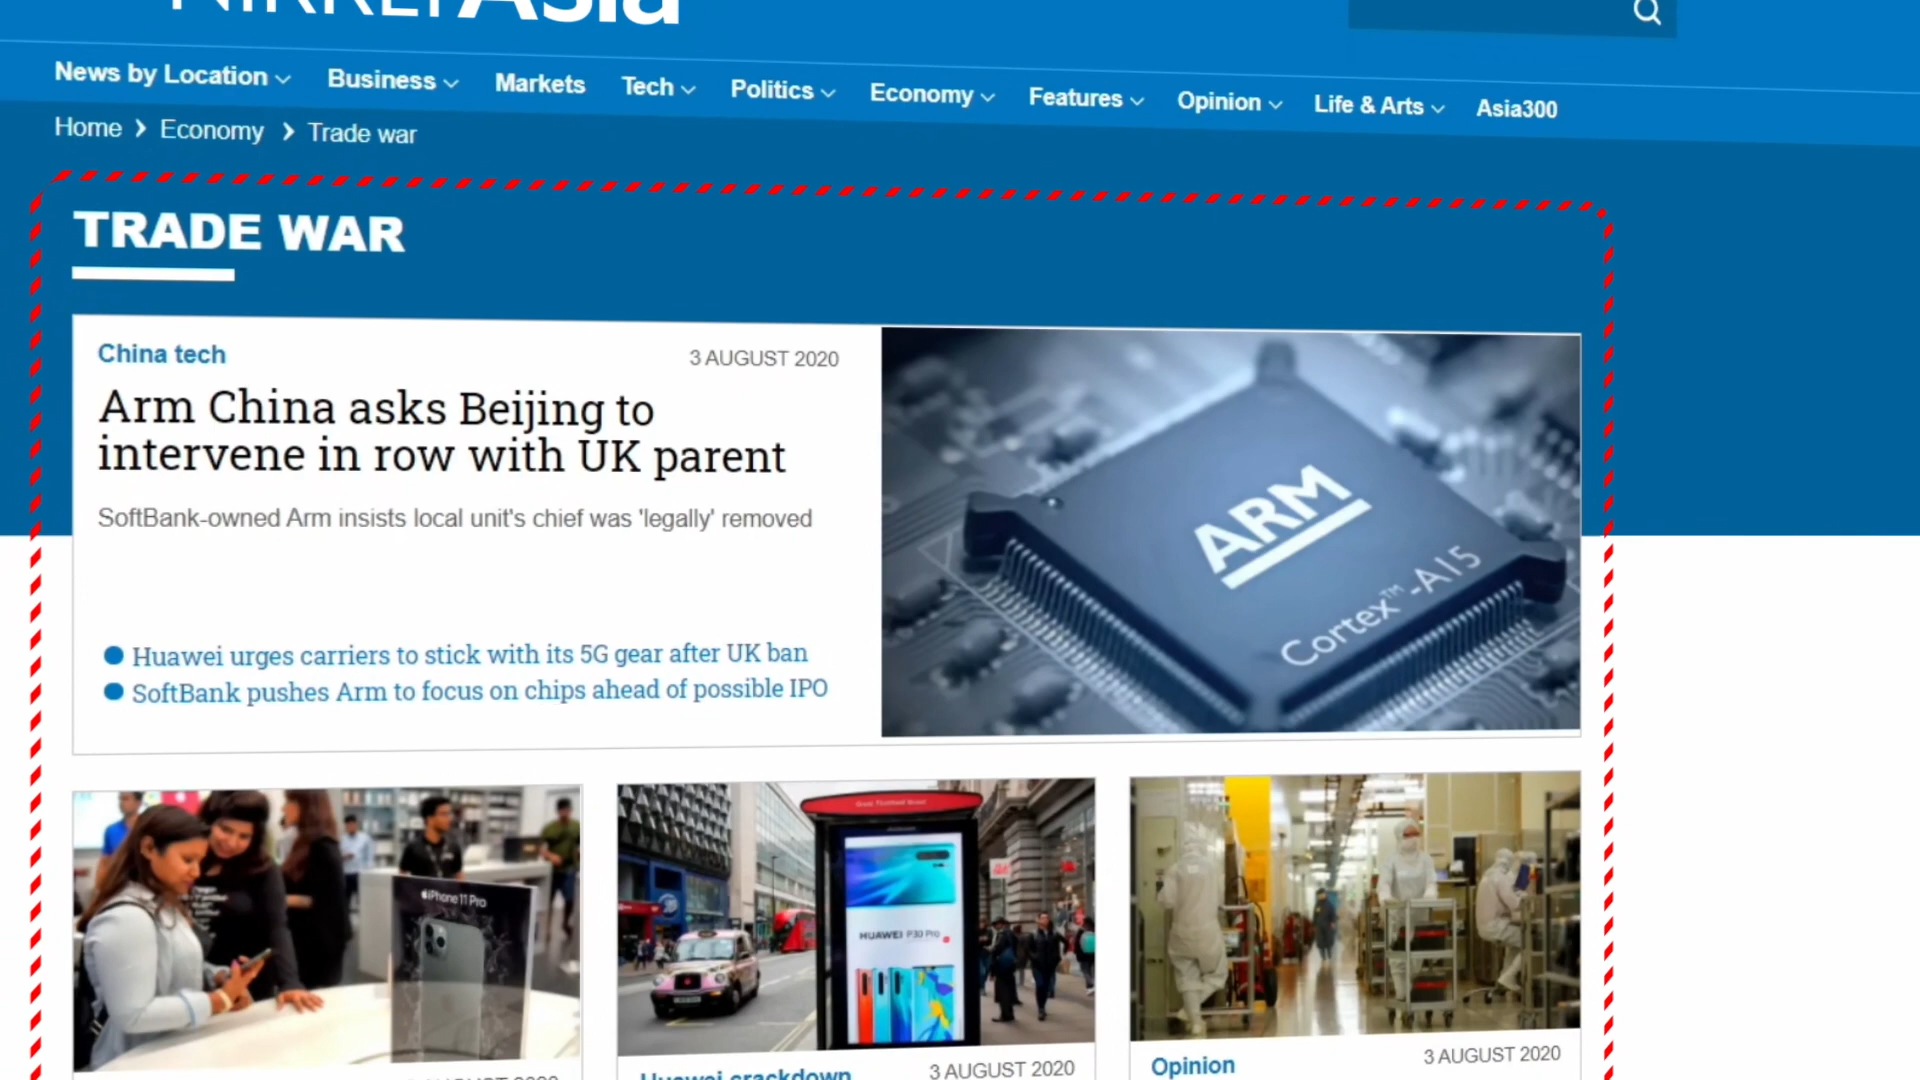 NIKKEI Asia
News by Location Business Markets Tech Politics Economy Features Opinion Life & Arts Asia300
Home > Economy > Trade war
TRADE WAR
China tech
3 AUGUST 2020
Arm China asks Beijing to
intervene in row with UK parent
SoftBank-owned Arm insists local unit's chief was 'legally' removed
Huawei urges carriers to stick with its 5G gear after UK ban
SoftBank pushes Arm to focus on chips ahead of possible IPO
ARM
Cortex™-A15
iPhone 11 Pro
HUAWEI P30 Pro
Huawei crackdown
3 AUGUST 2020
Opinion
3 AUGUST 2020